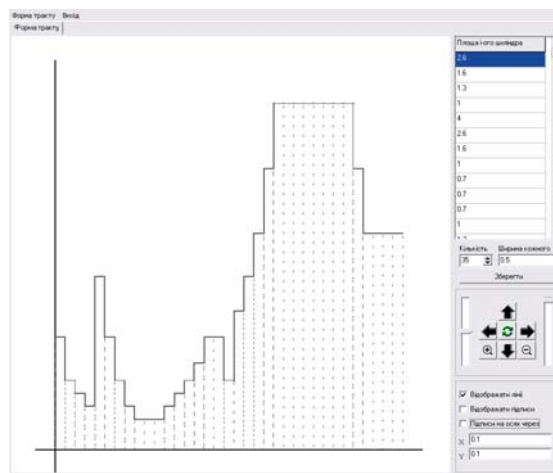 Форма тракту Вихід
Форма тракту
Площа i-ого циліндра
2.6
1.6
1.3
1
4
2.6
1.6
1
0.7
0.7
0.7
1
Кількість Ширина кожного
35 0.5
Зберегти
Відображати лінії
Відображати підписи
Підписи на осях через
X 0.1
Y 0.1